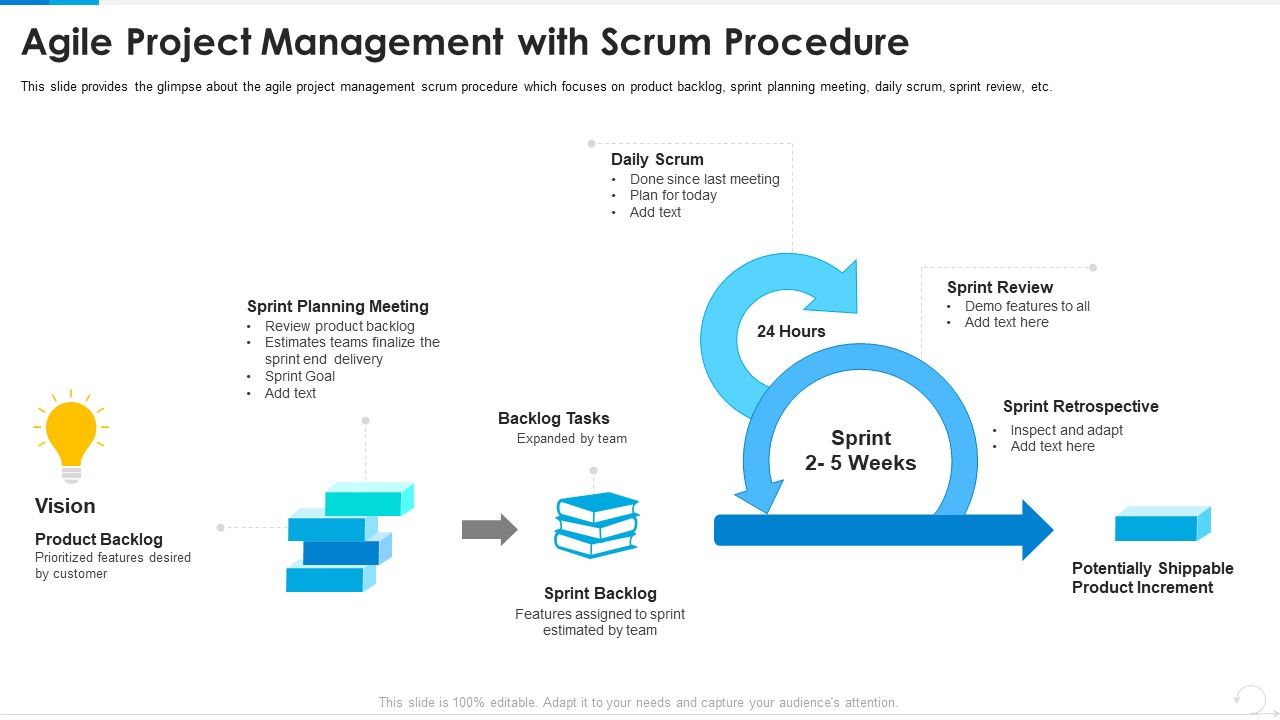 Agile Project Management with Scrum Procedure
This slide provides the glimpse about the agile project management scrum procedure which focuses on product backlog, sprint planning meeting, daily scrum, sprint review, etc.
Daily Scrum
• Done since last meeting
• Plan for today
• Add text
Sprint Review
• Demo features to all
• Add text here
Sprint Planning Meeting
• Review product backlog
• Estimates teams finalize the
sprint end delivery
• Sprint Goal
• Add text
24 Hours
Sprint Retrospective
• Inspect and adapt
• Add text here
Backlog Tasks
Expanded by team
Sprint
2- 5 Weeks
Vision
Product Backlog
Prioritized features desired
by customer
Sprint Backlog
Features assigned to sprint
estimated by team
Potentially Shippable
Product Increment
This slide is 100% editable. Adapt it to your needs and capture your audience's attention.